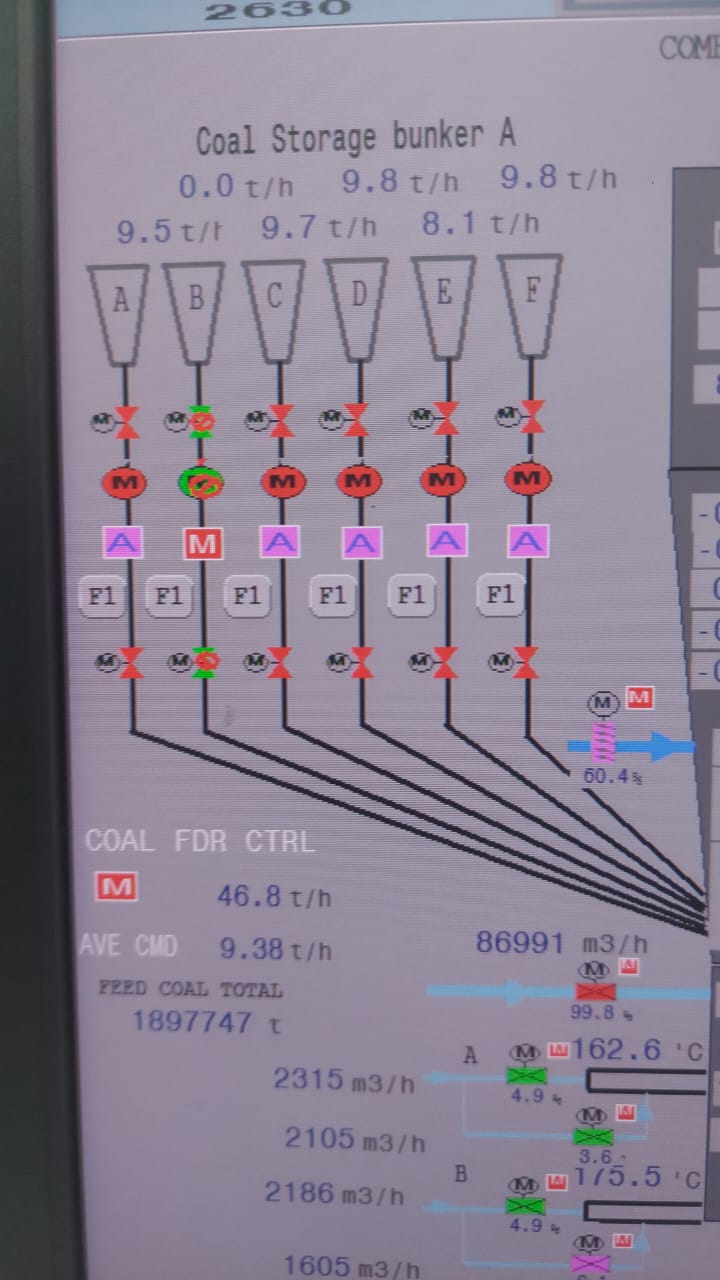 2630
COMB
Coal Storage bunker A
0.0 t/h 9.8 t/h 9.8 t/h
9.5 t/h 9.7 t/h 8.1 t/h
A B C D E F
M M M M M M
M M M M M
A M A A A A
F1 F1 F1 F1 F1 F1
M M M M M M
M M
60.4%
COAL FDR CTRL
M 46.8 t/h
AVE CMD 9.38 t/h
86991 m3/h
M M
FEED COAL TOTAL
99.8 %
1897747 t
A M M 162.6 'C
2315 m3/h
4.9 %
M M
2105 m3/h
3.6
B M M 175.5 'C
2186 m3/h
4.9 %
M M
1605 m3/h